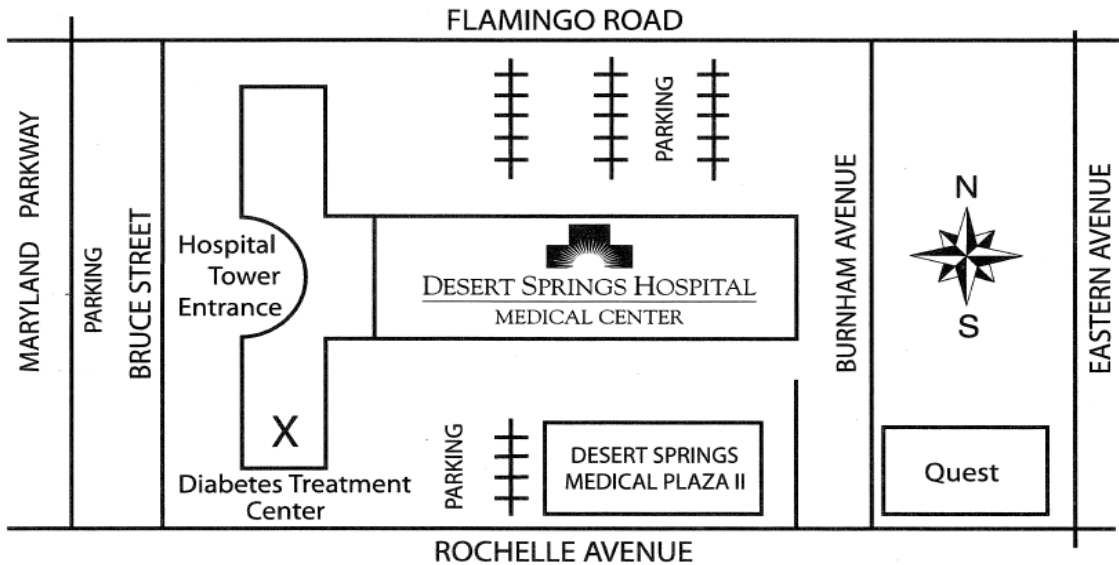 FLAMINGO ROAD
MARYLAND PARKWAY
PARKING
BRUCE STREET
PARKING
Hospital
Tower
Entrance
DESERT SPRINGS HOSPITAL
MEDICAL CENTER
BURNHAM AVENUE
N
S
EASTERN AVENUE
X
Diabetes Treatment
Center
PARKING
DESERT SPRINGS
MEDICAL PLAZA II
Quest
ROCHELLE AVENUE